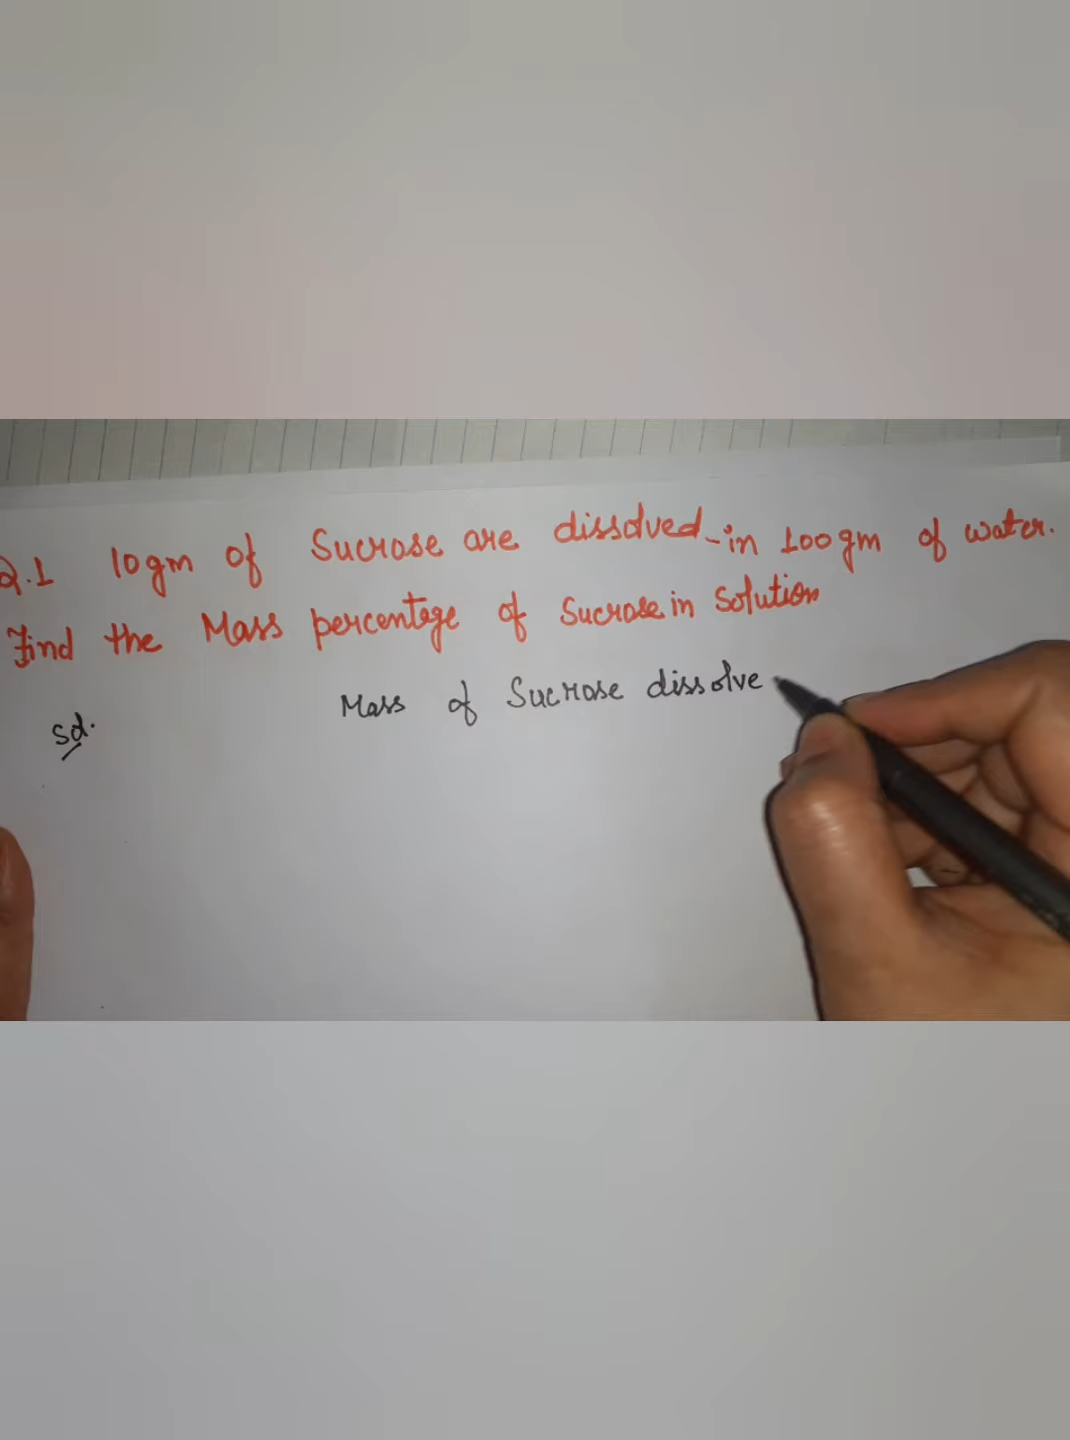 Q.1 10gm of Sucrose are dissolved in 100gm of water.
Find the Mass percentage of Sucrose in Solution
Sol. Mass of Sucrose dissolve